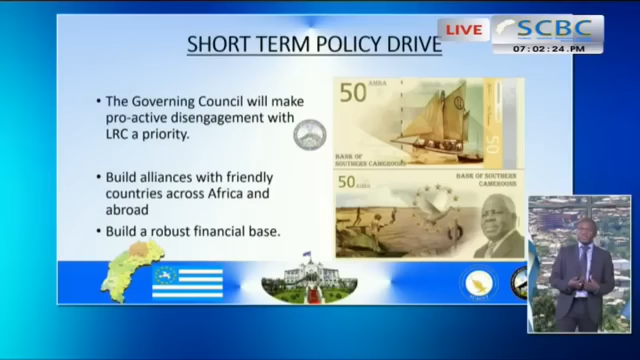 LIVE
SCBC
07:02:24 PM
SHORT TERM POLICY DRIVE
• The Governing Council will make
pro-active disengagement with
LRC a priority.
• Build alliances with friendly
countries across Africa and
abroad
• Build a robust financial base.
50 AMBA
50
BANK OF
SOUTHERN CAMEROONS
50 AMBA
BANK OF SOUTHERN
CAMEROONS